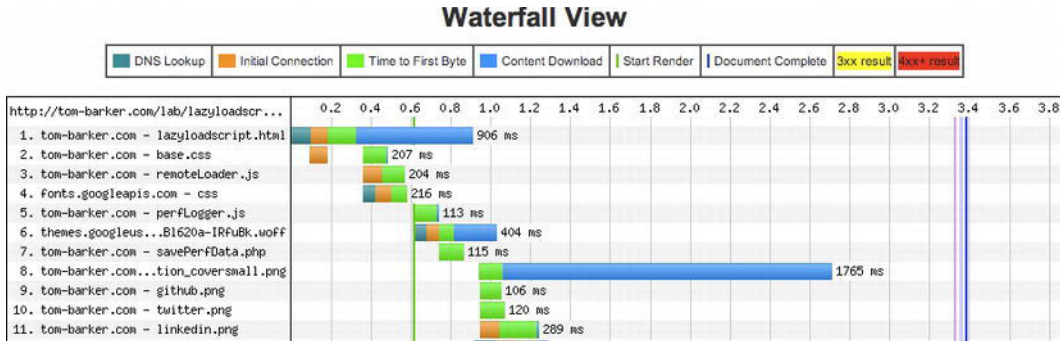 Waterfall View
DNS Lookup Initial Connection Time to First Byte Content Download Start Render Document Complete 3xx result 4xx+ result
http://tom-barker.com/lab/lazyloadscr... 0.2 0.4 0.6 0.8 1.0 1.2 1.4 1.6 1.8 2.0 2.2 2.4 2.6 2.8 3.0 3.2 3.4 3.6 3.8
1. tom-barker.com - lazyloadscript.html 906 ms
2. tom-barker.com - base.css 207 ms
3. tom-barker.com - remoteLoader.js 204 ms
4. fonts.googleapis.com - css 216 ms
5. tom-barker.com - perfLogger.js 113 ms
6. themes.googleus...Bl620a-IRfuBk.woff 404 ms
7. tom-barker.com - savePerfData.php 115 ms
8. tom-barker.com...tion_coversmall.png 1765 ms
9. tom-barker.com - github.png 106 ms
10. tom-barker.com - twitter.png 120 ms
11. tom-barker.com - linkedin.png 289 ms